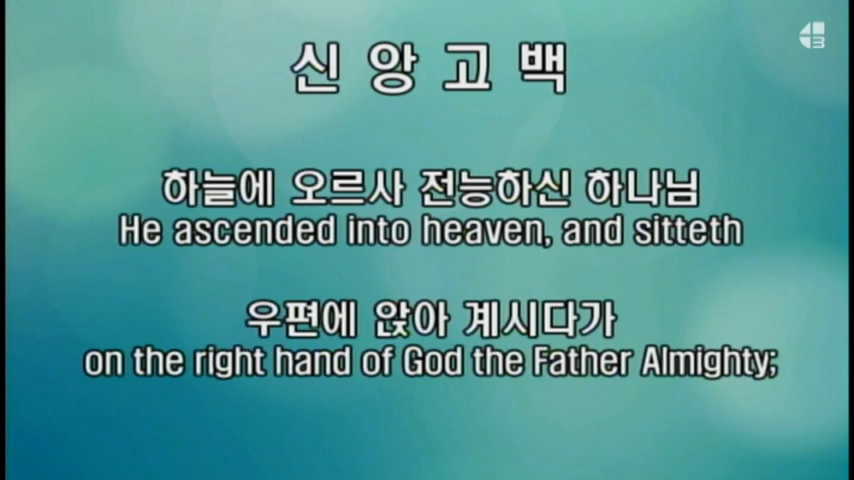 신 앙 고 백
하늘에 오르사 전능하신 하나님
He ascended into heaven, and sitteth
우편에 앉아 계시다가
on the right hand of God the Father Almighty;
3